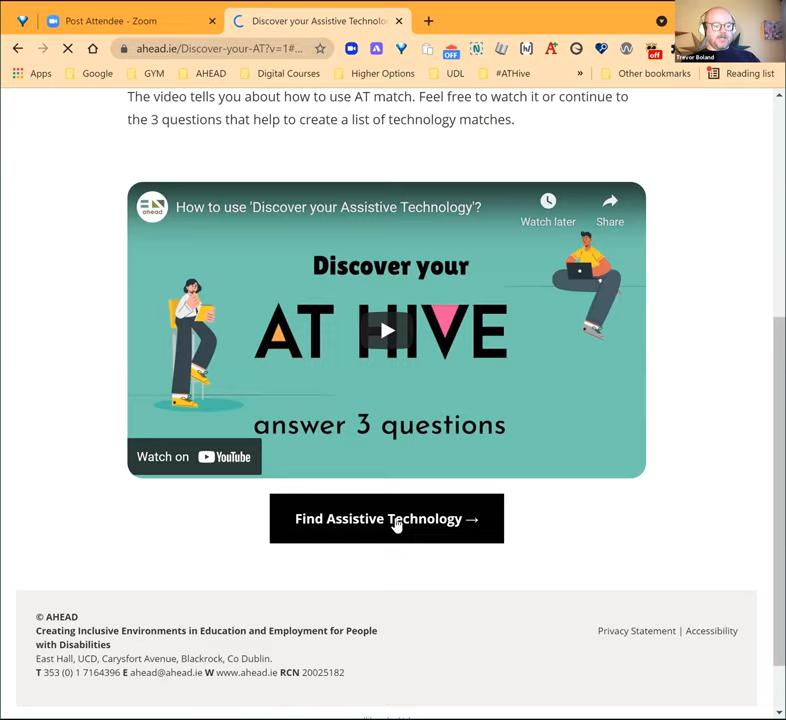 Post Attendee - Zoom
Discover your Assistive Technolo
ahead.ie/Discover-your-AT?v=1#...
OFF
off
Trevor Boland
Apps
Google
GYM
AHEAD
Digital Courses
Higher Options
UDL
#ATHive
»
Other bookmarks
Reading list
The video tells you about how to use AT match. Feel free to watch it or continue to
the 3 questions that help to create a list of technology matches.
ahead
How to use 'Discover your Assistive Technology'?
Watch later
Share
Discover your
AT HIVE
answer 3 questions
Watch on YouTube
Find Assistive Technology →
© AHEAD
Creating Inclusive Environments in Education and Employment for People
with Disabilities
East Hall, UCD, Carysfort Avenue, Blackrock, Co Dublin.
T 353 (0) 1 7164396 E ahead@ahead.ie W www.ahead.ie RCN 20025182
Privacy Statement | Accessibility